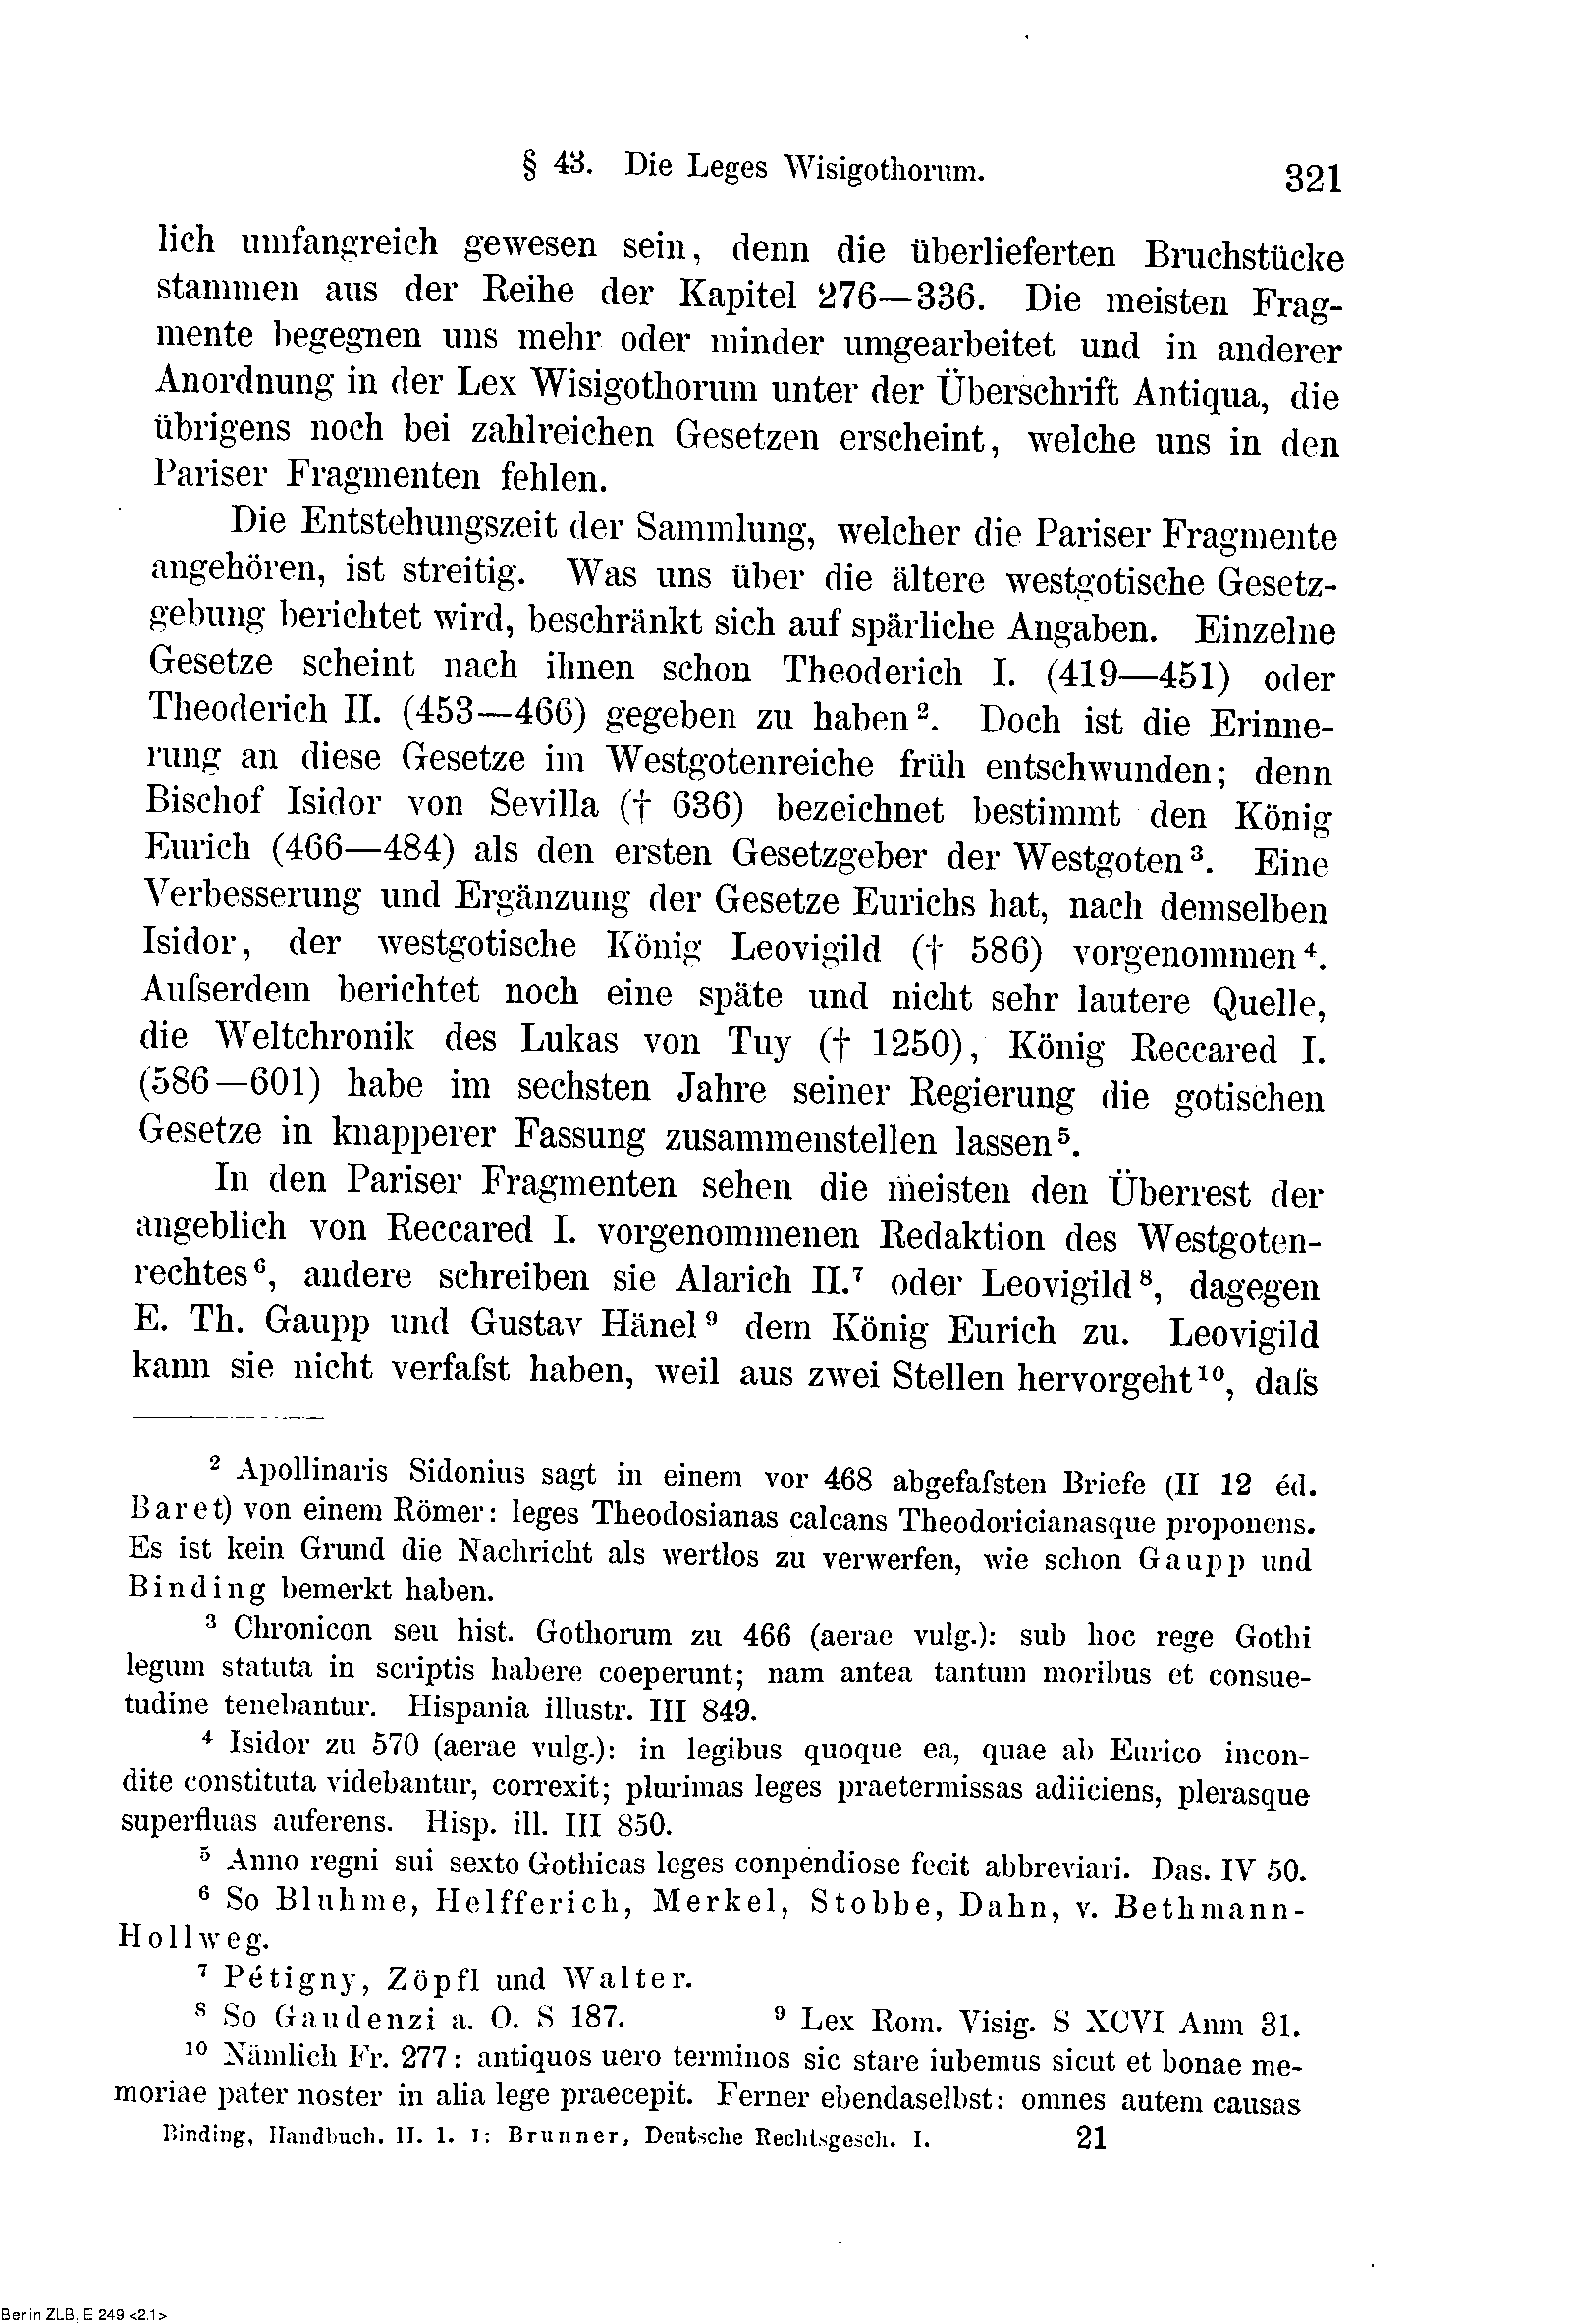 § 43. Die Leges Wisigothorum. 321
lich umfangreich gewesen sein, denn die überlieferten Bruchstücke
stammen aus der Reihe der Kapitel 276—336. Die meisten Frag-
mente begegnen uns mehr oder minder umgearbeitet und in anderer
Anordnung in der Lex Wisigothorum unter der Überschrift Antiqua, die
übrigens noch bei zahlreichen Gesetzen erscheint, welche uns in den
Pariser Fragmenten fehlen.
Die Entstehungszeit der Sammlung, welcher die Pariser Fragmente
angehören, ist streitig. Was uns über die ältere westgotische Gesetz-
gebung berichtet wird, beschränkt sich auf spärliche Angaben. Einzelne
Gesetze scheint nach ihnen schon Theoderich I. (419—451) oder
Theoderich II. (453—466) gegeben zu haben². Doch ist die Erinne-
rung an diese Gesetze im Westgotenreiche früh entschwunden; denn
Bischof Isidor von Sevilla († 636) bezeichnet bestimmt den König
Eurich (466—484) als den ersten Gesetzgeber der Westgoten³. Eine
Verbesserung und Ergänzung der Gesetze Eurichs hat, nach demselben
Isidor, der westgotische König Leovigild († 586) vorgenommen⁴.
Auſserdem berichtet noch eine späte und nicht sehr lautere Quelle,
die Weltchronik des Lukas von Tuy († 1250), König Reccared I.
(586—601) habe im sechsten Jahre seiner Regierung die gotischen
Gesetze in knapperer Fassung zusammenstellen lassen⁵.
In den Pariser Fragmenten sehen die meisten den Überrest der
angeblich von Reccared I. vorgenommenen Redaktion des Westgoten-
rechtes⁶, andere schreiben sie Alarich II.⁷ oder Leovigild⁸, dagegen
E. Th. Gaupp und Gustav Hänel⁹ dem König Eurich zu. Leovigild
kann sie nicht verfaſst haben, weil aus zwei Stellen hervorgeht¹⁰, daſs
² Apollinaris Sidonius sagt in einem vor 468 abgefaſsten Briefe (II 12 éd.
Baret) von einem Römer: leges Theodosianas calcans Theodoricianasque proponens.
Es ist kein Grund die Nachricht als wertlos zu verwerfen, wie schon Gaupp und
Binding bemerkt haben.
³ Chronicon seu hist. Gothorum zu 466 (aerae vulg.): sub hoc rege Gothi
legum statuta in scriptis habere coeperunt; nam antea tantum moribus et consue-
tudine tenebantur. Hispania illustr. III 849.
⁴ Isidor zu 570 (aerae vulg.): in legibus quoque ea, quae ab Eurico incon-
dite constituta videbantur, correxit; plurimas leges praetermissas adiiciens, plerasque
superfluas auferens. Hisp. ill. III 850.
⁵ Anno regni sui sexto Gothicas leges conpendiose fecit abbreviari. Das. IV 50.
⁶ So Bluhme, Helfferich, Merkel, Stobbe, Dahn, v. Bethmann-
Hollweg.
⁷ Pétigny, Zöpfl und Walter.
⁸ So Gaudenzi a. O. S 187. ⁹ Lex Rom. Visig. S XCVI Anm 31.
¹⁰ Nämlich Fr. 277: antiquos uero terminos sic stare iubemus sicut et bonae me-
moriae pater noster in alia lege praecepit. Ferner ebendaselbst: omnes autem causas
Binding, Handbuch. II. 1. I: Brunner, Deutsche Rechtsgesch. I. 21
Berlin ZLB, E 249 <2,1>